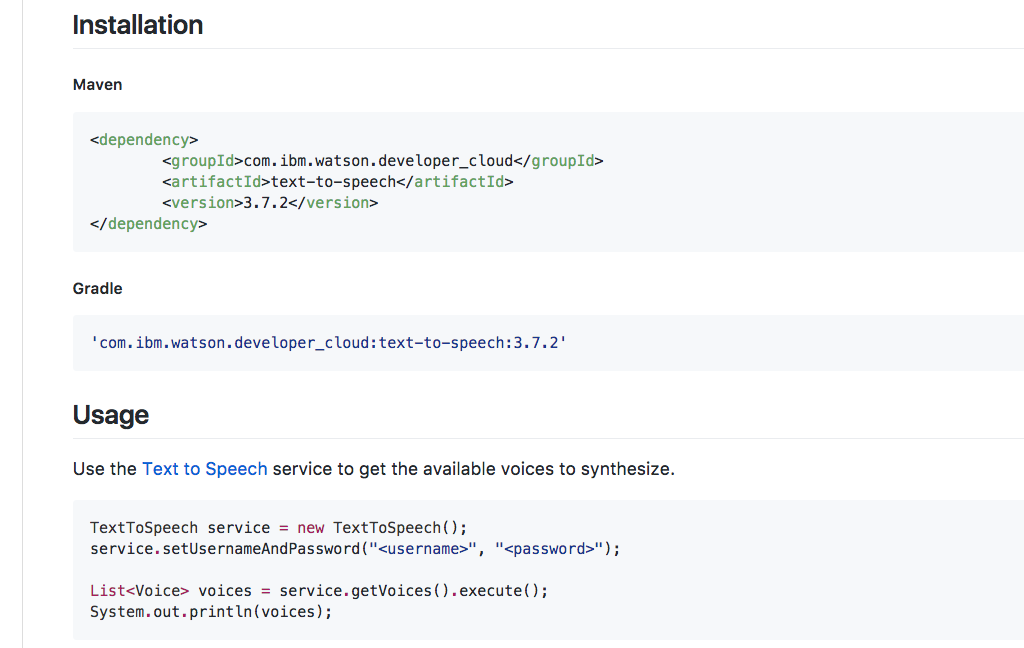 Installation
Maven
<dependency>
        <groupId>com.ibm.watson.developer_cloud</groupId>
        <artifactId>text-to-speech</artifactId>
        <version>3.7.2</version>
</dependency>
Gradle
'com.ibm.watson.developer_cloud:text-to-speech:3.7.2'
Usage
Use the Text to Speech service to get the available voices to synthesize.
TextToSpeech service = new TextToSpeech();
service.setUsernameAndPassword("<username>", "<password>");
List<Voice> voices = service.getVoices().execute();
System.out.println(voices);